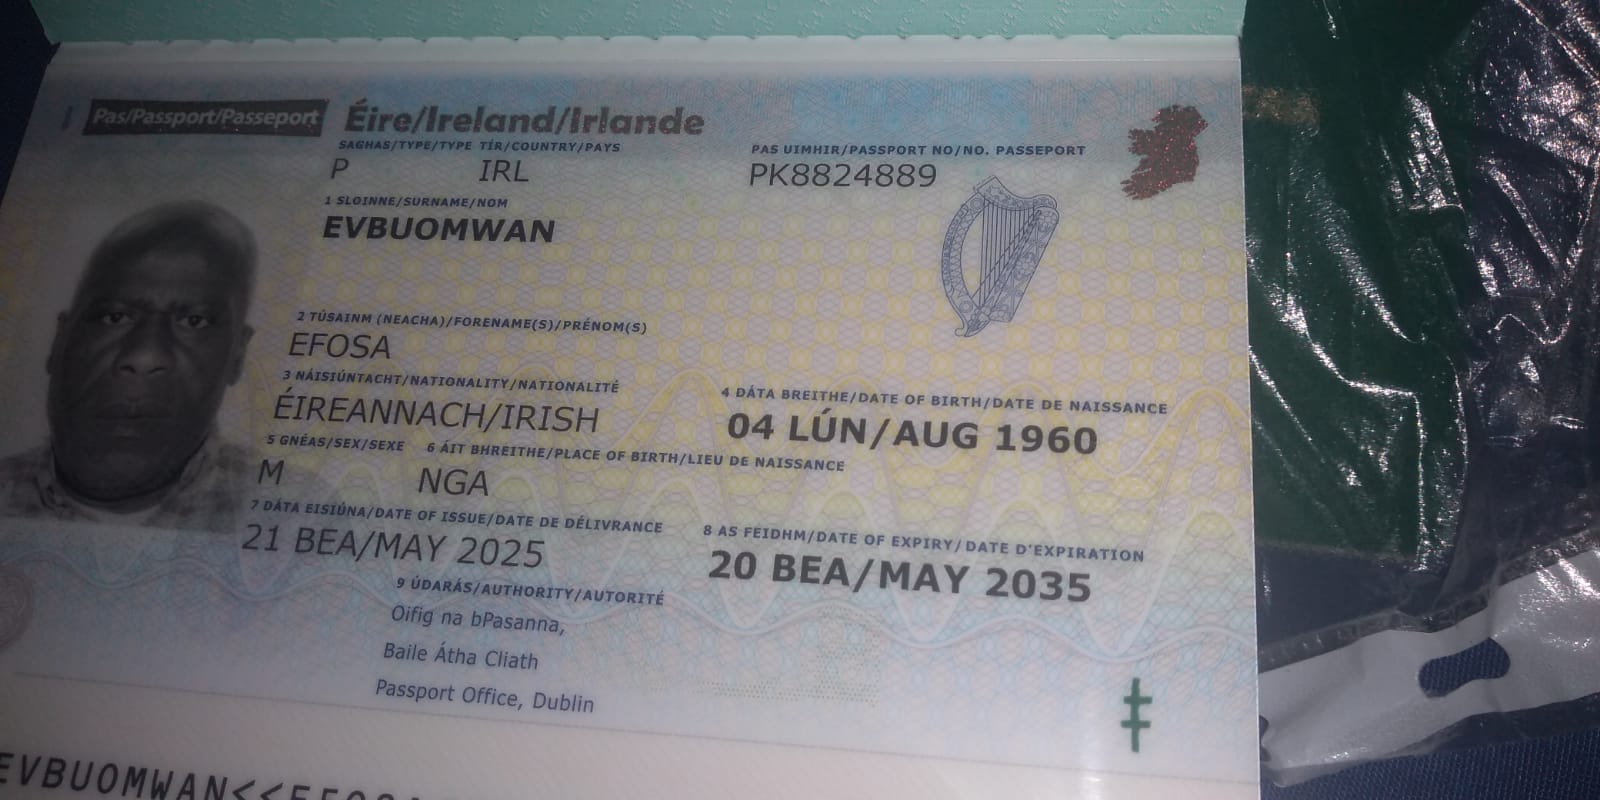 Pas/Passport/Passeport Éire/Ireland/Irlande
SAGHAS/TYPE/TYPE TÍR/COUNTRY/PAYS PAS UIMHIR/PASSPORT NO/NO. PASSEPORT
P IRL PK8824889
1 SLOINNE/SURNAME/NOM
EVBUOMWAN
2 TÚSAINM (NEACHA)/FORENAME(S)/PRÉNOM(S)
EFOSA
3 NÁISIÚNTACHT/NATIONALITY/NATIONALITÉ 4 DÁTA BREITHE/DATE OF BIRTH/DATE DE NAISSANCE
ÉIREANNACH/IRISH 04 LÚN/AUG 1960
5 GNÉAS/SEX/SEXE 6 ÁIT BHREITHE/PLACE OF BIRTH/LIEU DE NAISSANCE
M NGA
7 DÁTA EISIÚNA/DATE OF ISSUE/DATE DE DÉLIVRANCE 8 AS FEIDHM/DATE OF EXPIRY/DATE D'EXPIRATION
21 BEA/MAY 2025 20 BEA/MAY 2035
9 ÚDARÁS/AUTHORITY/AUTORITÉ
Oifig na bPasanna,
Baile Átha Cliath
Passport Office, Dublin
EVBUOMWAN<<EFOSA